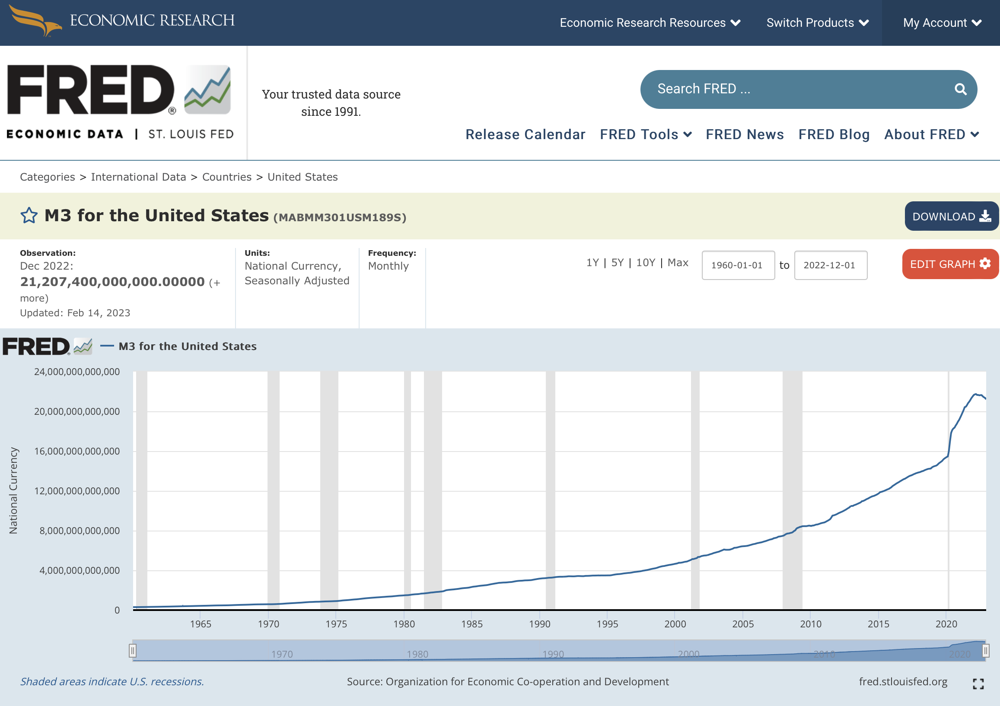 ECONOMIC RESEARCH
Economic Research Resources
Switch Products
My Account
FRED®
ECONOMIC DATA | ST. LOUIS FED
Your trusted data source
since 1991.
Search FRED ...
Release Calendar
FRED Tools
FRED News
FRED Blog
About FRED
Categories > International Data > Countries > United States
M3 for the United States (MABMM301USM189S)
DOWNLOAD
Observation:
Dec 2022:
21,207,400,000,000.00000 (+
more)
Updated: Feb 14, 2023
Units:
National Currency,
Seasonally Adjusted
Frequency:
Monthly
1Y | 5Y | 10Y | Max
1960-01-01 to 2022-12-01
EDIT GRAPH
FRED® — M3 for the United States
National Currency
24,000,000,000,000
20,000,000,000,000
16,000,000,000,000
12,000,000,000,000
8,000,000,000,000
4,000,000,000,000
0
1965 1970 1975 1980 1985 1990 1995 2000 2005 2010 2015 2020
1970 1980 1990 2000 2010 2020
Shaded areas indicate U.S. recessions.
Source: Organization for Economic Co-operation and Development
fred.stlouisfed.org